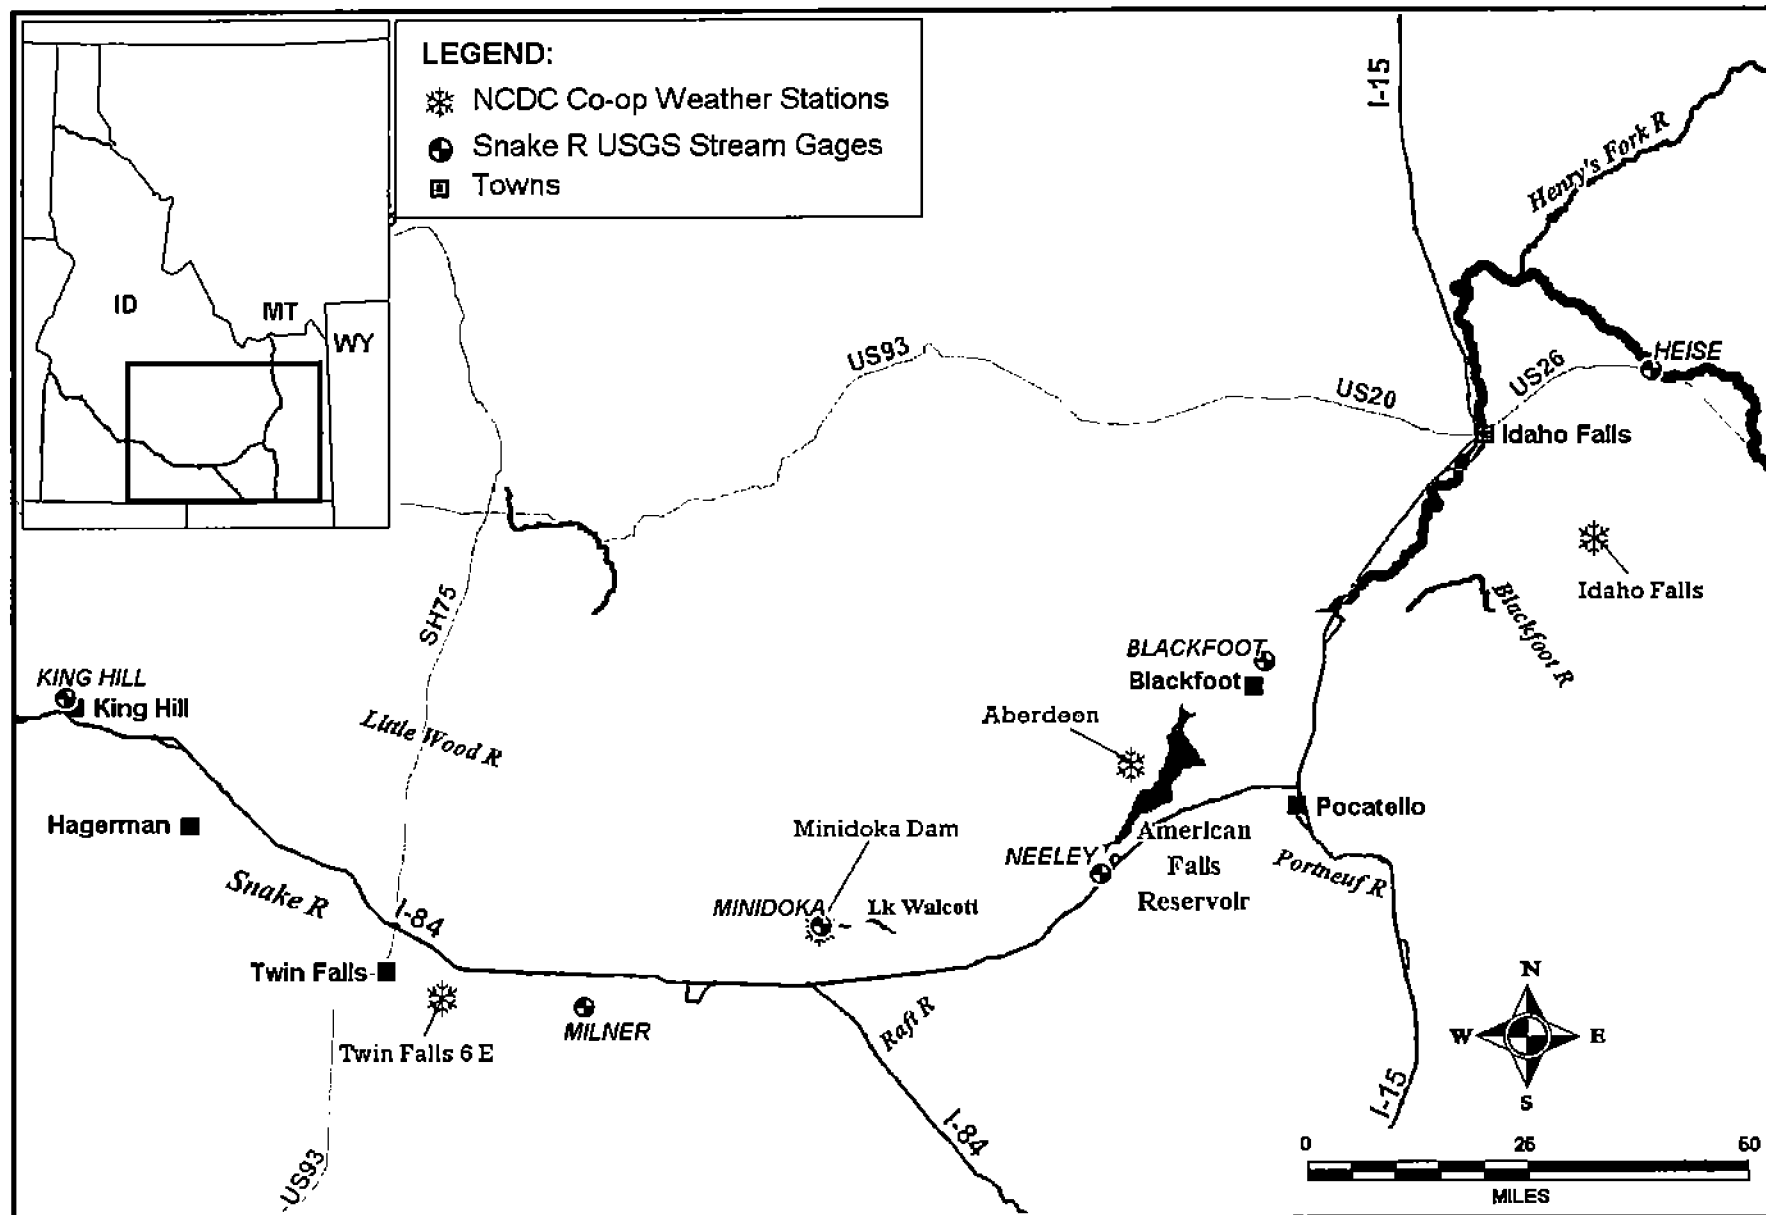 LEGEND:
NCDC Co-op Weather Stations
Snake R USGS Stream Gages
Towns
ID
MT
WY
I-15
Henry's Fork R
US93
US20
US26
HEISE
Idaho Falls
Idaho Falls
Blackfoot R
SH75
BLACKFOOT
Blackfoot
KING HILL
King Hill
Little Wood R
Aberdeen
Hagerman
Minidoka Dam
Pocatello
American
Falls
Reservoir
NEELEY
Portneuf R
Snake R
I-84
MINIDOKA
Lk Walcott
Twin Falls
MILNER
Raft R
Twin Falls 6 E
N
W
E
S
I-15
I-84
US93
0
25
50
MILES